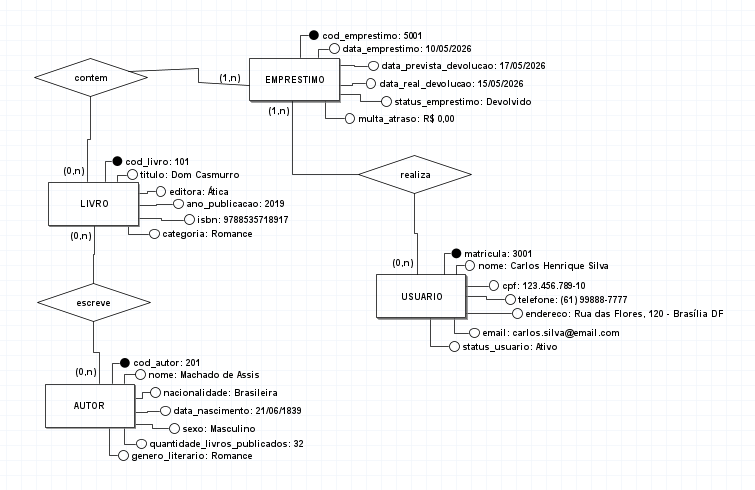 cod_emprestimo: 5001
data_emprestimo: 10/05/2026
data_prevista_devolucao: 17/05/2026
data_real_devolucao: 15/05/2026
status_emprestimo: Devolvido
multa_atraso: R$ 0,00
EMPRESTIMO
contem
(1,n)
(1,n)
realiza
(0,n)
cod_livro: 101
titulo: Dom Casmurro
editora: Ática
ano_publicacao: 2019
isbn: 9788535718917
categoria: Romance
LIVRO
(0,n)
(0,n)
matricula: 3001
nome: Carlos Henrique Silva
cpf: 123.456.789-10
telefone: (61) 99888-7777
endereco: Rua das Flores, 120 - Brasília DF
email: carlos.silva@email.com
status_usuario: Ativo
USUARIO
escreve
(0,n)
cod_autor: 201
nome: Machado de Assis
nacionalidade: Brasileira
data_nascimento: 21/06/1839
sexo: Masculino
quantidade_livros_publicados: 32
genero_literario: Romance
AUTOR